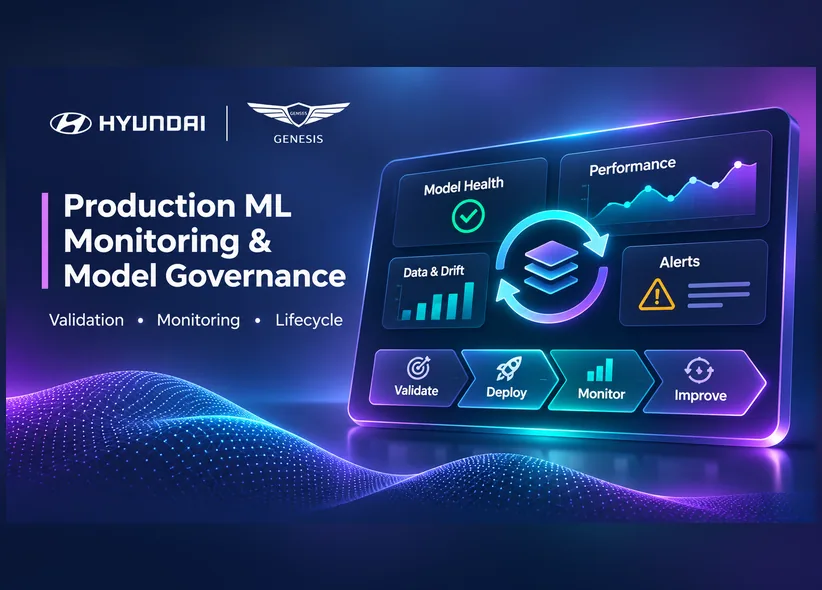 HYUNDAI
GENESIS
GENESIS
Production ML
Monitoring &
Model Governance
Validation • Monitoring • Lifecycle
Model Health
Performance
Data & Drift
Alerts
Validate
Deploy
Monitor
Improve